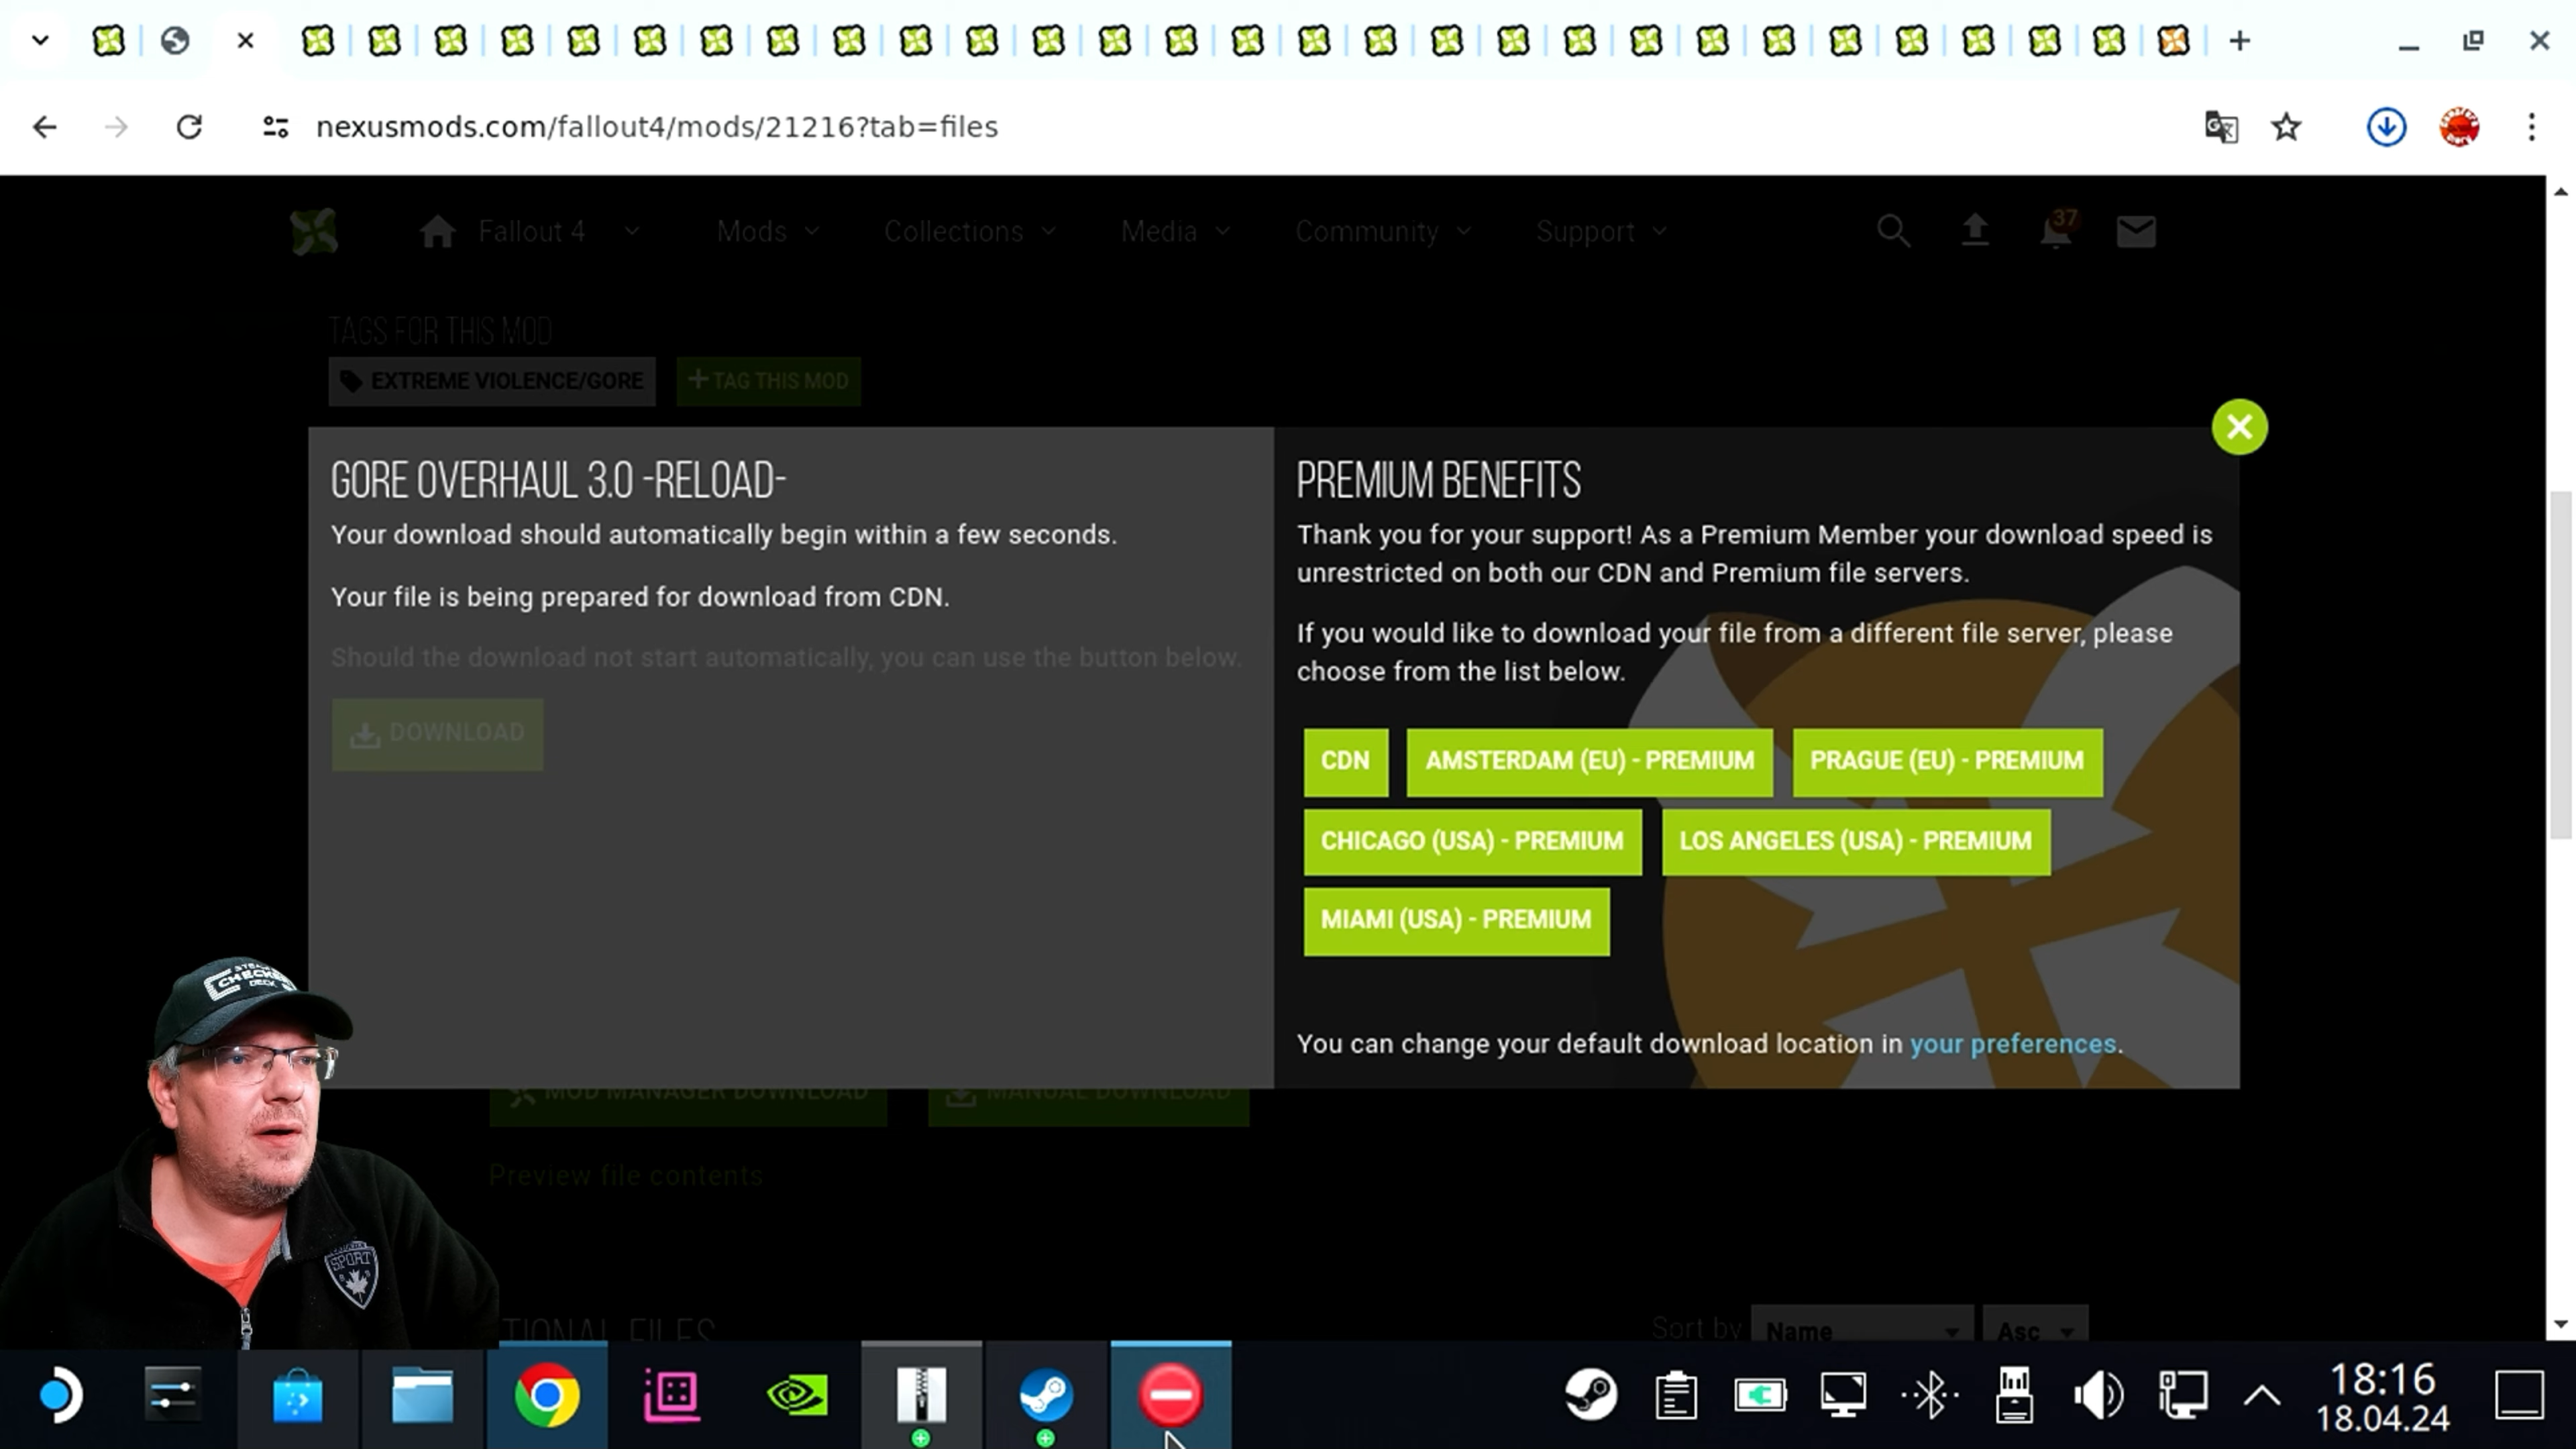 nexusmods.com/fallout4/mods/21216?tab=files
Fallout 4 Mods Collections Media Community Support 37
TAGS FOR THIS MOD
EXTREME VIOLENCE/GORE +TAG THIS MOD
GORE OVERHAUL 3.0 -RELOAD-
Your download should automatically begin within a few seconds.
Your file is being prepared for download from CDN.
Should the download not start automatically, you can use the button below.
DOWNLOAD
PREMIUM BENEFITS
Thank you for your support! As a Premium Member your download speed is
unrestricted on both our CDN and Premium file servers.
If you would like to download your file from a different file server, please
choose from the list below.
CDN AMSTERDAM (EU) - PREMIUM PRAGUE (EU) - PREMIUM
CHICAGO (USA) - PREMIUM LOS ANGELES (USA) - PREMIUM
MIAMI (USA) - PREMIUM
You can change your default download location in your preferences.
MOD MANAGER DOWNLOAD MANUAL DOWNLOAD
Preview file contents
TIONAL FILES
Sort by Name Asc
DECK
SPORT
18:16
18.04.24